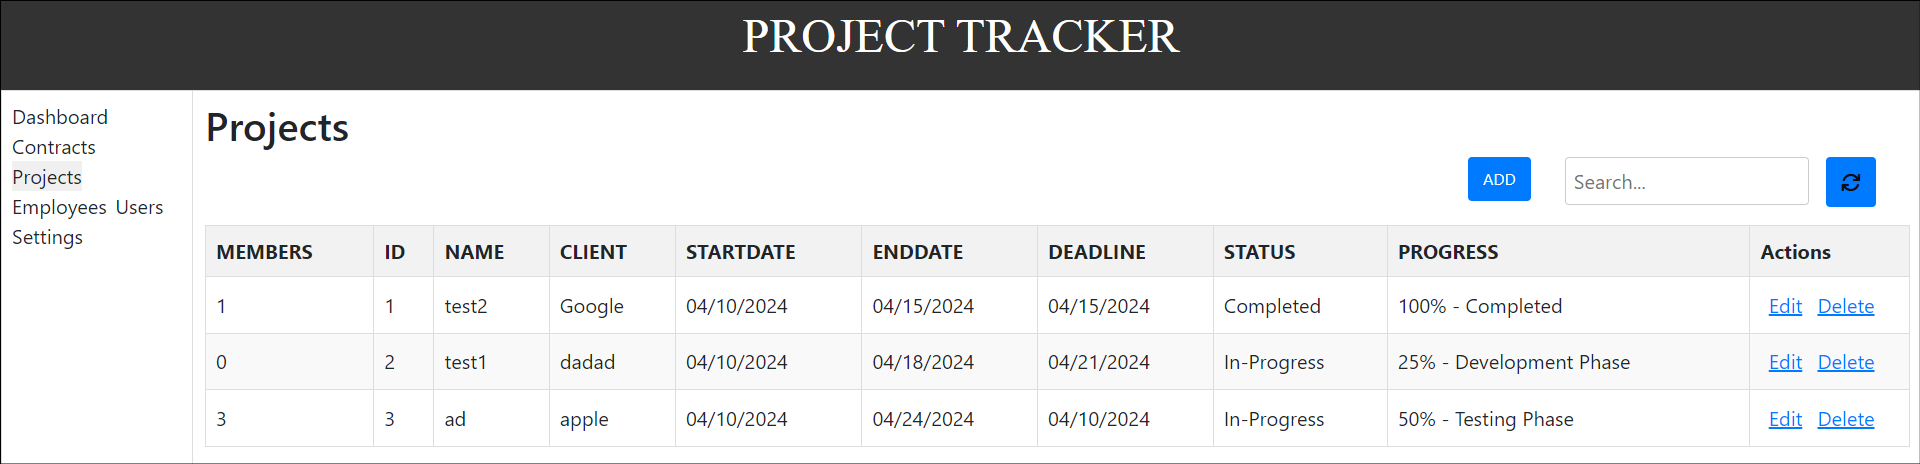 PROJECT TRACKER
Dashboard
Contracts
Projects
Employees Users
Settings
Projects
ADD Search...
MEMBERS ID NAME CLIENT STARTDATE ENDDATE DEADLINE STATUS PROGRESS Actions
1 1 test2 Google 04/10/2024 04/15/2024 04/15/2024 Completed 100% - Completed Edit Delete
0 2 test1 dadad 04/10/2024 04/18/2024 04/21/2024 In-Progress 25% - Development Phase Edit Delete
3 3 ad apple 04/10/2024 04/24/2024 04/10/2024 In-Progress 50% - Testing Phase Edit Delete